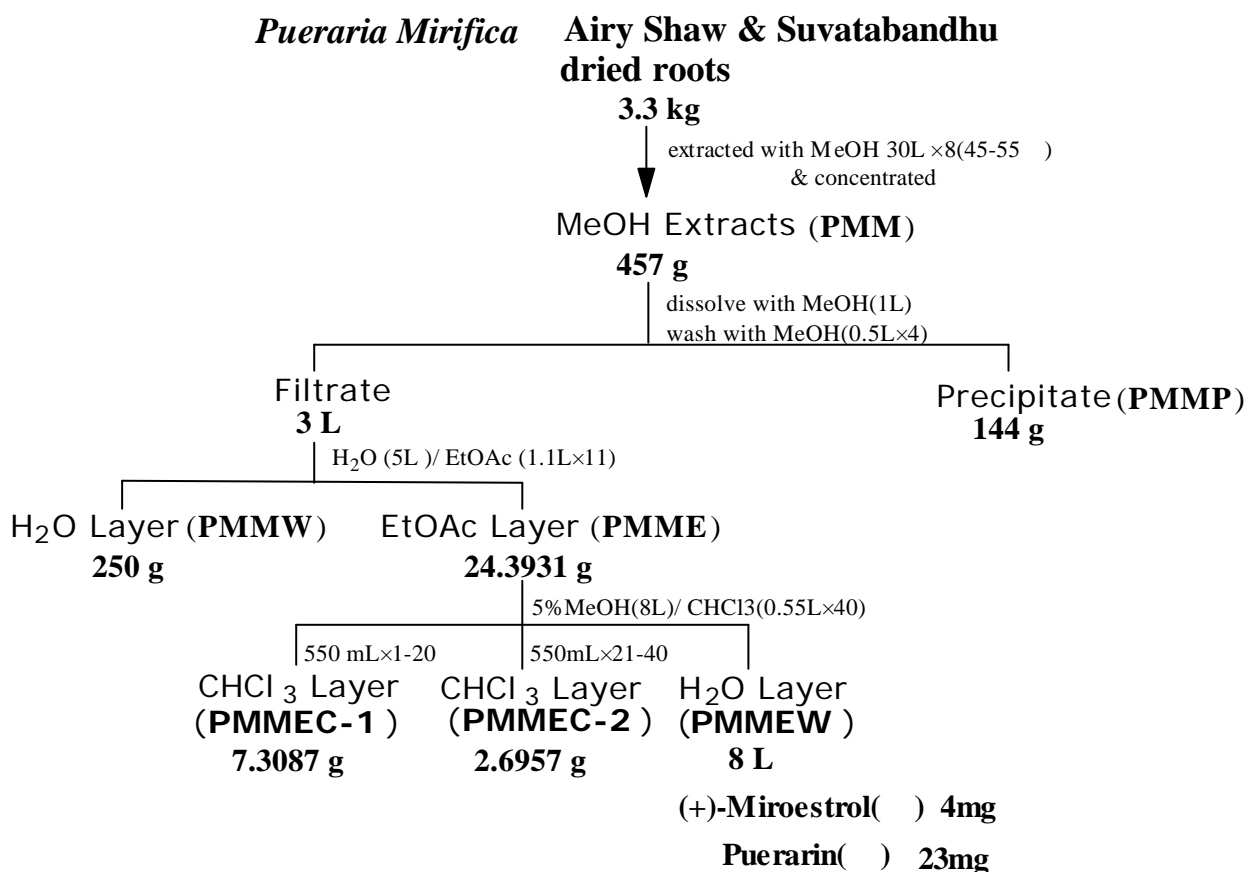 Pueraria Mirifica Airy Shaw & Suvatabandhu
dried roots
3.3 kg
extracted with MeOH 30L ×8(45-55 )
& concentrated
MeOH Extracts (PMM)
457 g
dissolve with MeOH(1L)
wash with MeOH(0.5L×4)
Filtrate
3 L
Precipitate (PMMP)
144 g
H₂O (5L )/ EtOAc (1.1L×11)
H₂O Layer (PMMW)
250 g
EtOAc Layer (PMME)
24.3931 g
5%MeOH(8L)/ CHCl3(0.55L×40)
550 mL×1-20
550mL×21-40
CHCl₃ Layer
(PMMEC-1)
7.3087 g
CHCl₃ Layer
(PMMEC-2)
2.6957 g
H₂O Layer
(PMMEW)
8 L
(+)-Miroestrol( ) 4mg
Puerarin( ) 23mg